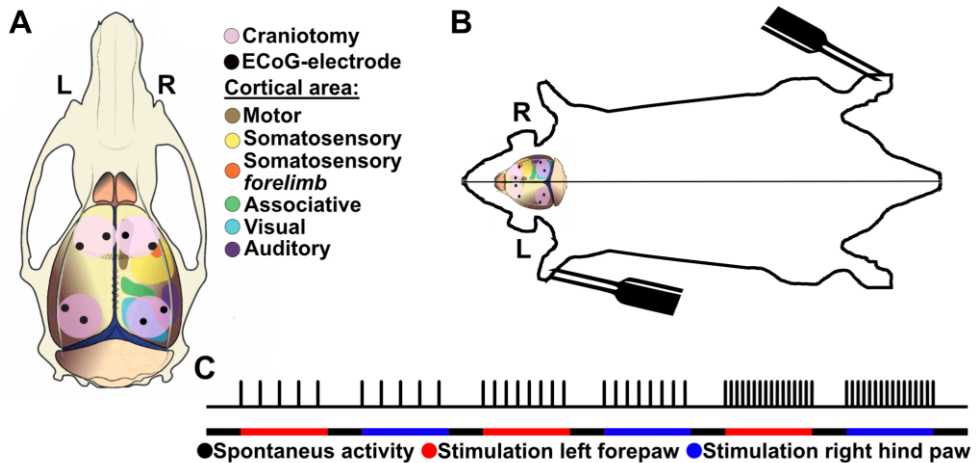 A
L
R
Craniotomy
ECoG-electrode
Cortical area:
Motor
Somatosensory
Somatosensory
forelimb
Associative
Visual
Auditory
B
R
L
C
Spontaneus activity
Stimulation left forepaw
Stimulation right hind paw